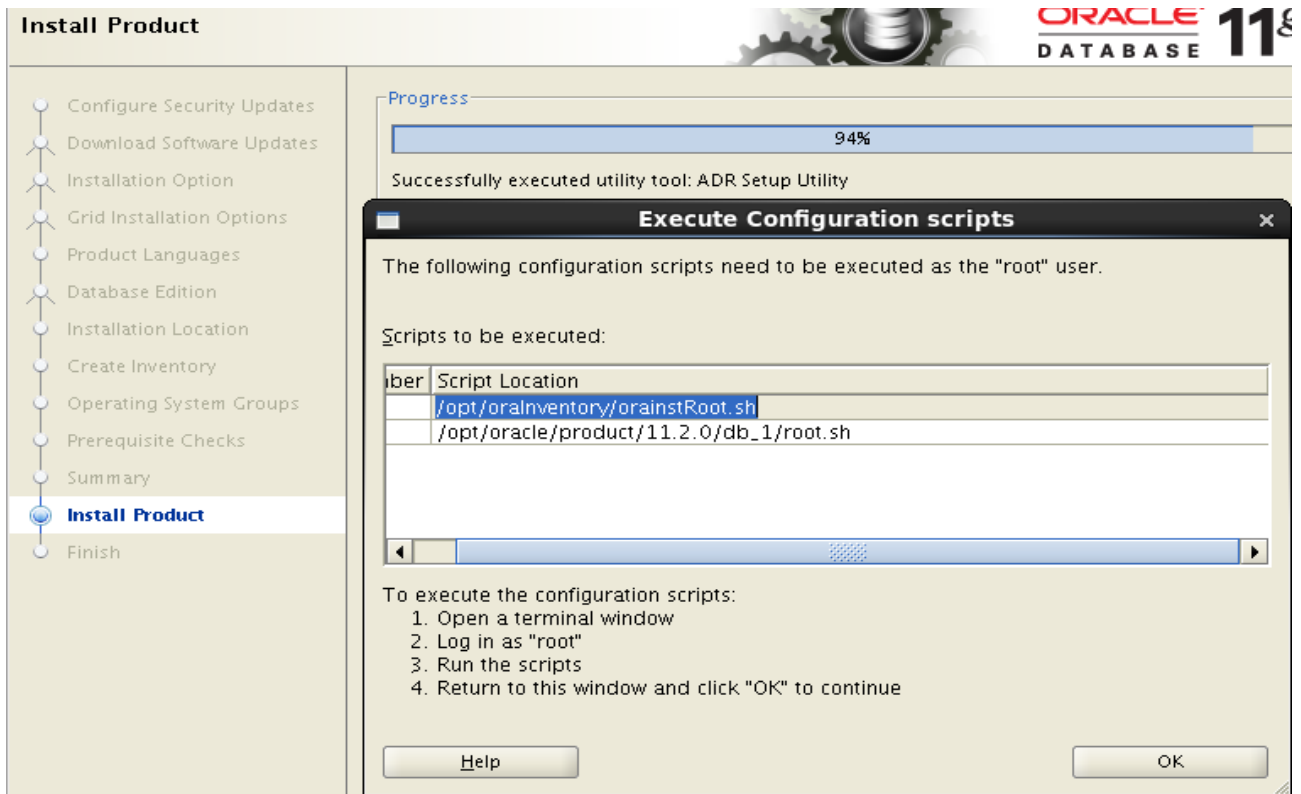 Install Product
ORACLE
DATABASE
11g
Configure Security Updates
Download Software Updates
Installation Option
Grid Installation Options
Product Languages
Database Edition
Installation Location
Create Inventory
Operating System Groups
Prerequisite Checks
Summary
Install Product
Finish
Progress
94%
Successfully executed utility tool: ADR Setup Utility
Execute Configuration scripts
The following configuration scripts need to be executed as the "root" user.
Scripts to be executed:
Script Location
/opt/oraInventory/orainstRoot.sh
/opt/oracle/product/11.2.0/db_1/root.sh
To execute the configuration scripts:
1. Open a terminal window
2. Log in as "root"
3. Run the scripts
4. Return to this window and click "OK" to continue
Help
OK